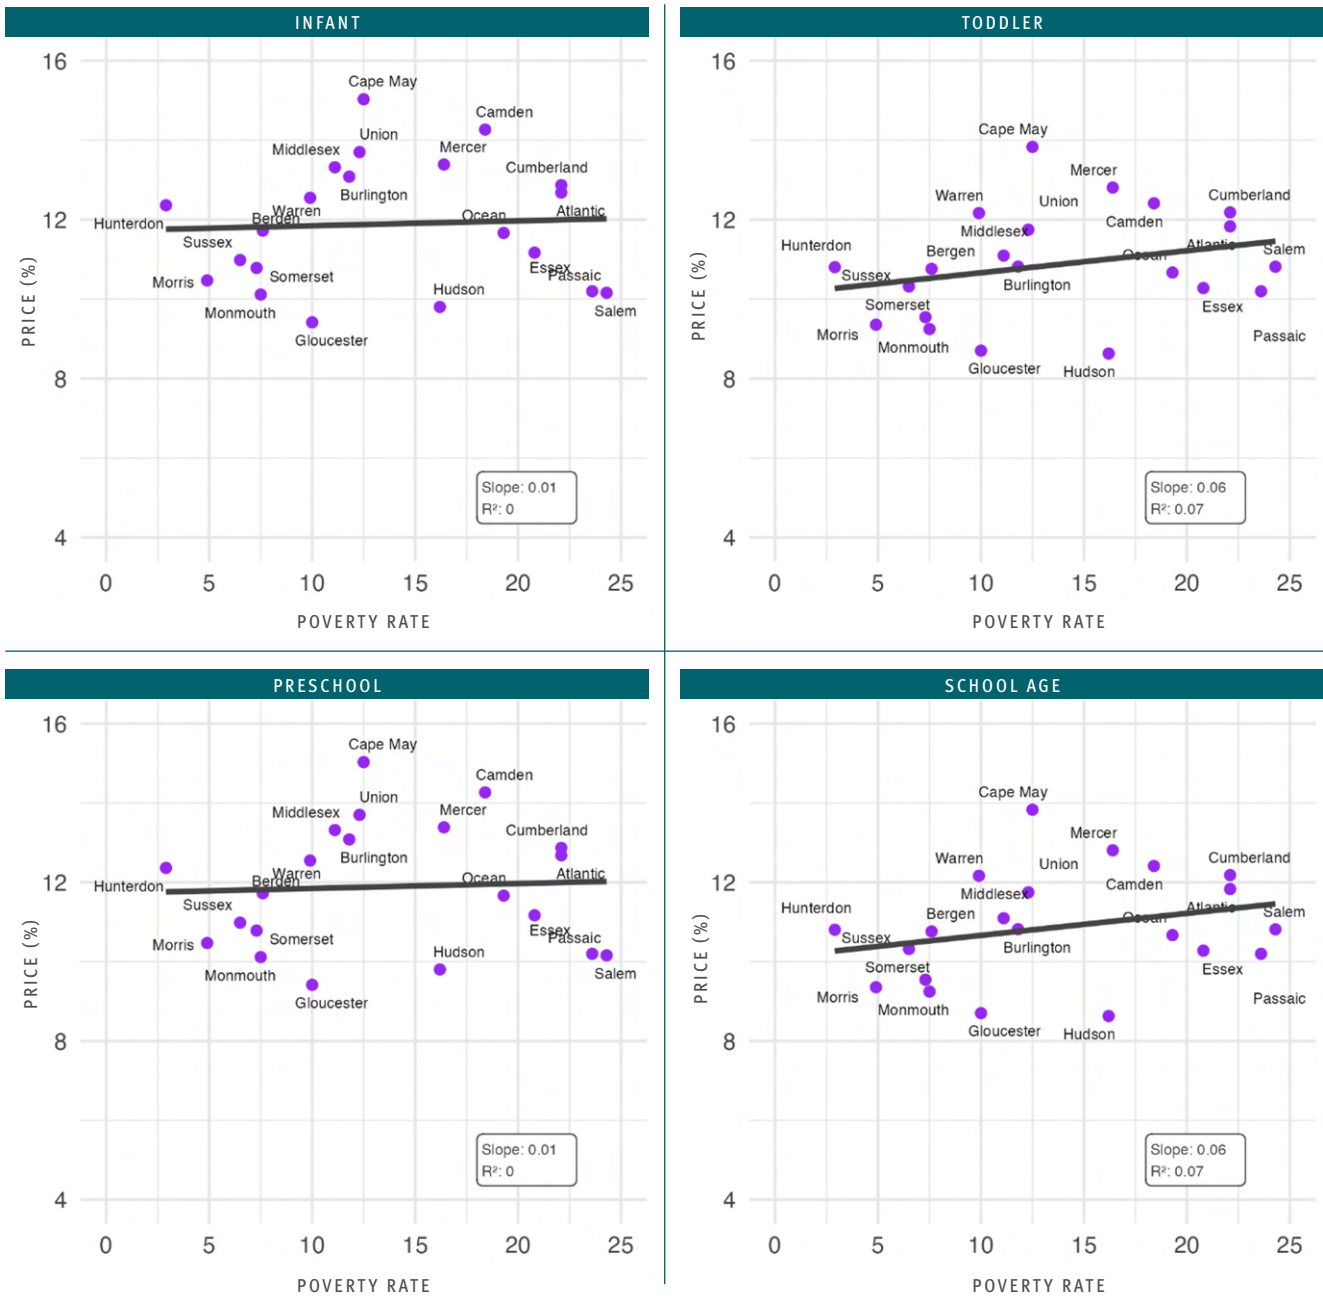 INFANT
16
Cape May
Camden
Union
Middlesex
Mercer
Cumberland
Burlington
12
Hunterdon
Warren
Bergen
Ocean
Atlantic
Sussex
Essex
Passaic
Morris
Somerset
Hudson
Monmouth
Salem
Gloucester
8
Slope: 0.01
R²: 0
4
0 5 10 15 20 25
POVERTY RATE
PRICE (%)
TODDLER
16
Cape May
Mercer
Warren
Union
Cumberland
12
Camden
Middlesex
Hunterdon
Bergen
Ocean
Atlantic
Salem
Sussex
Burlington
Somerset
Essex
Morris
Monmouth
Passaic
Gloucester
Hudson
8
Slope: 0.06
R²: 0.07
4
0 5 10 15 20 25
POVERTY RATE
PRICE (%)
PRESCHOOL
16
Cape May
Camden
Union
Middlesex
Mercer
Cumberland
Burlington
12
Hunterdon
Warren
Bergen
Ocean
Atlantic
Sussex
Essex
Passaic
Morris
Somerset
Hudson
Monmouth
Salem
Gloucester
8
Slope: 0.01
R²: 0
4
0 5 10 15 20 25
POVERTY RATE
PRICE (%)
SCHOOL AGE
16
Cape May
Mercer
Warren
Union
Cumberland
12
Camden
Middlesex
Hunterdon
Bergen
Ocean
Atlantic
Salem
Sussex
Burlington
Somerset
Essex
Morris
Monmouth
Passaic
Gloucester
Hudson
8
Slope: 0.06
R²: 0.07
4
0 5 10 15 20 25
POVERTY RATE
PRICE (%)